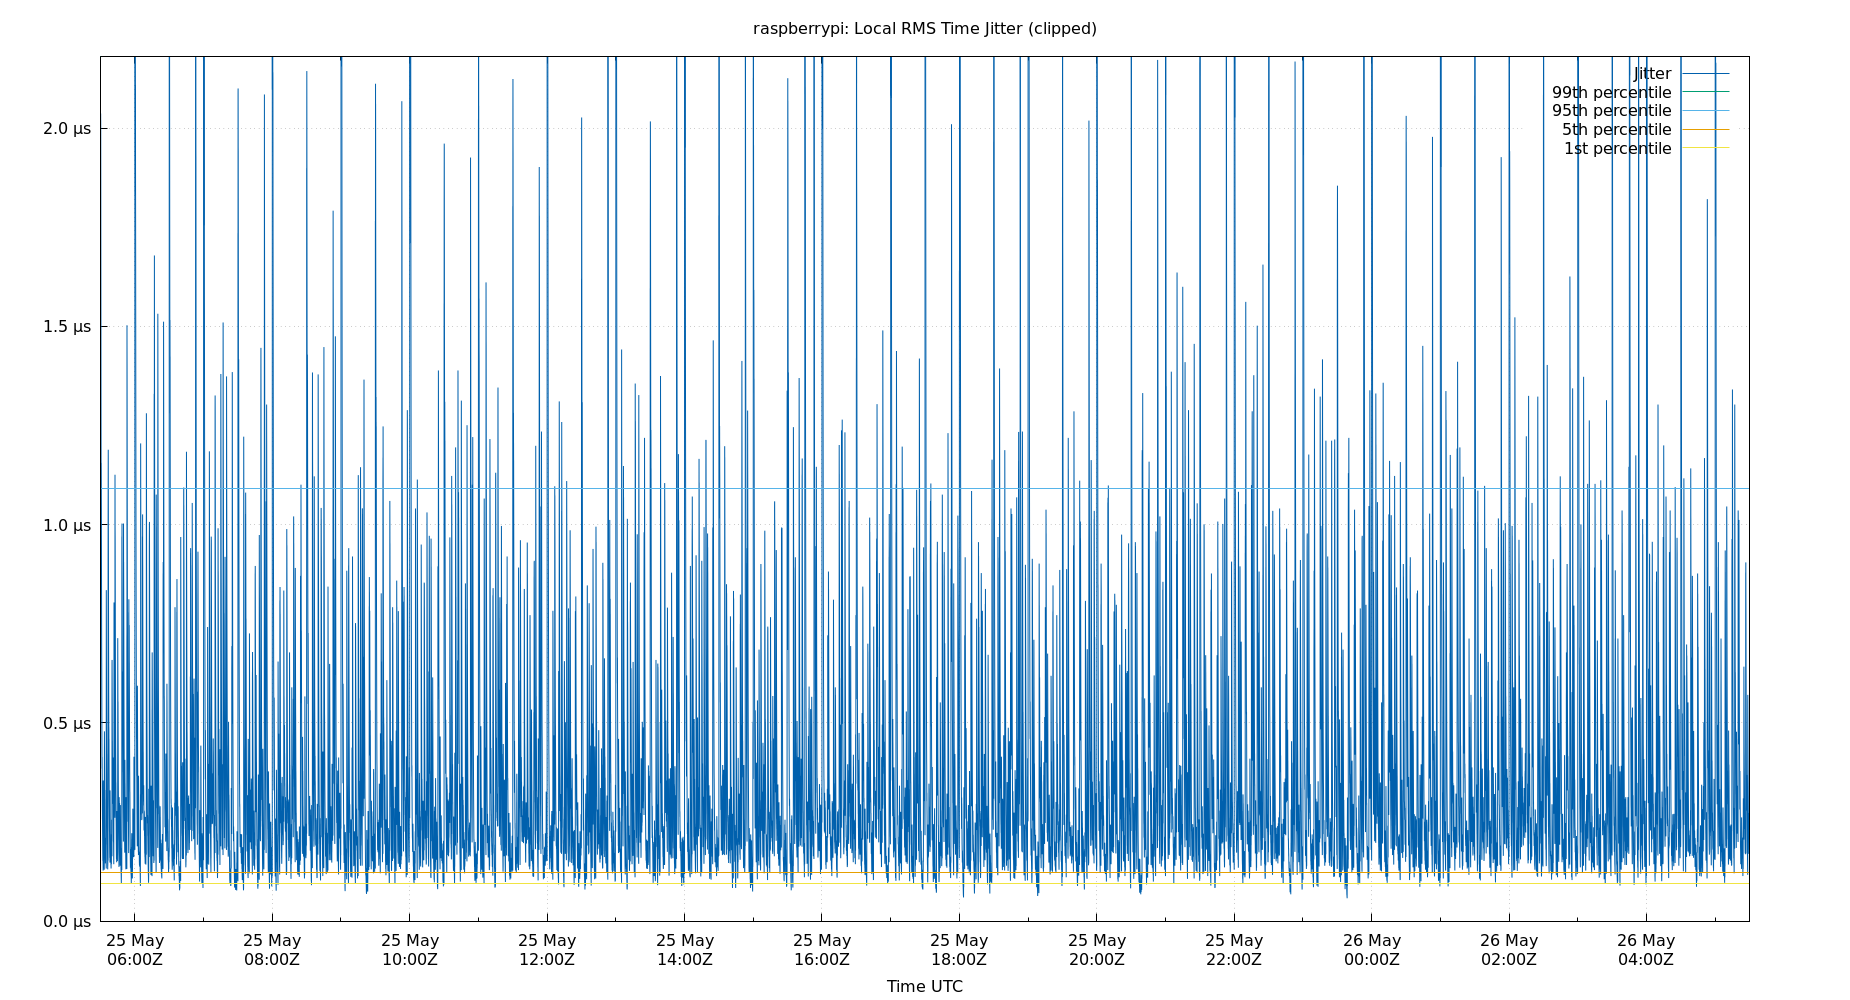 raspberrypi: Local RMS Time Jitter (clipped)
Jitter
99th percentile
95th percentile
5th percentile
1st percentile
2.0 µs
1.5 µs
1.0 µs
0.5 µs
0.0 µs
25 May 25 May 25 May 25 May 25 May 25 May 25 May 25 May 25 May 26 May 26 May 26 May
06:00Z 08:00Z 10:00Z 12:00Z 14:00Z 16:00Z 18:00Z 20:00Z 22:00Z 00:00Z 02:00Z 04:00Z
Time UTC